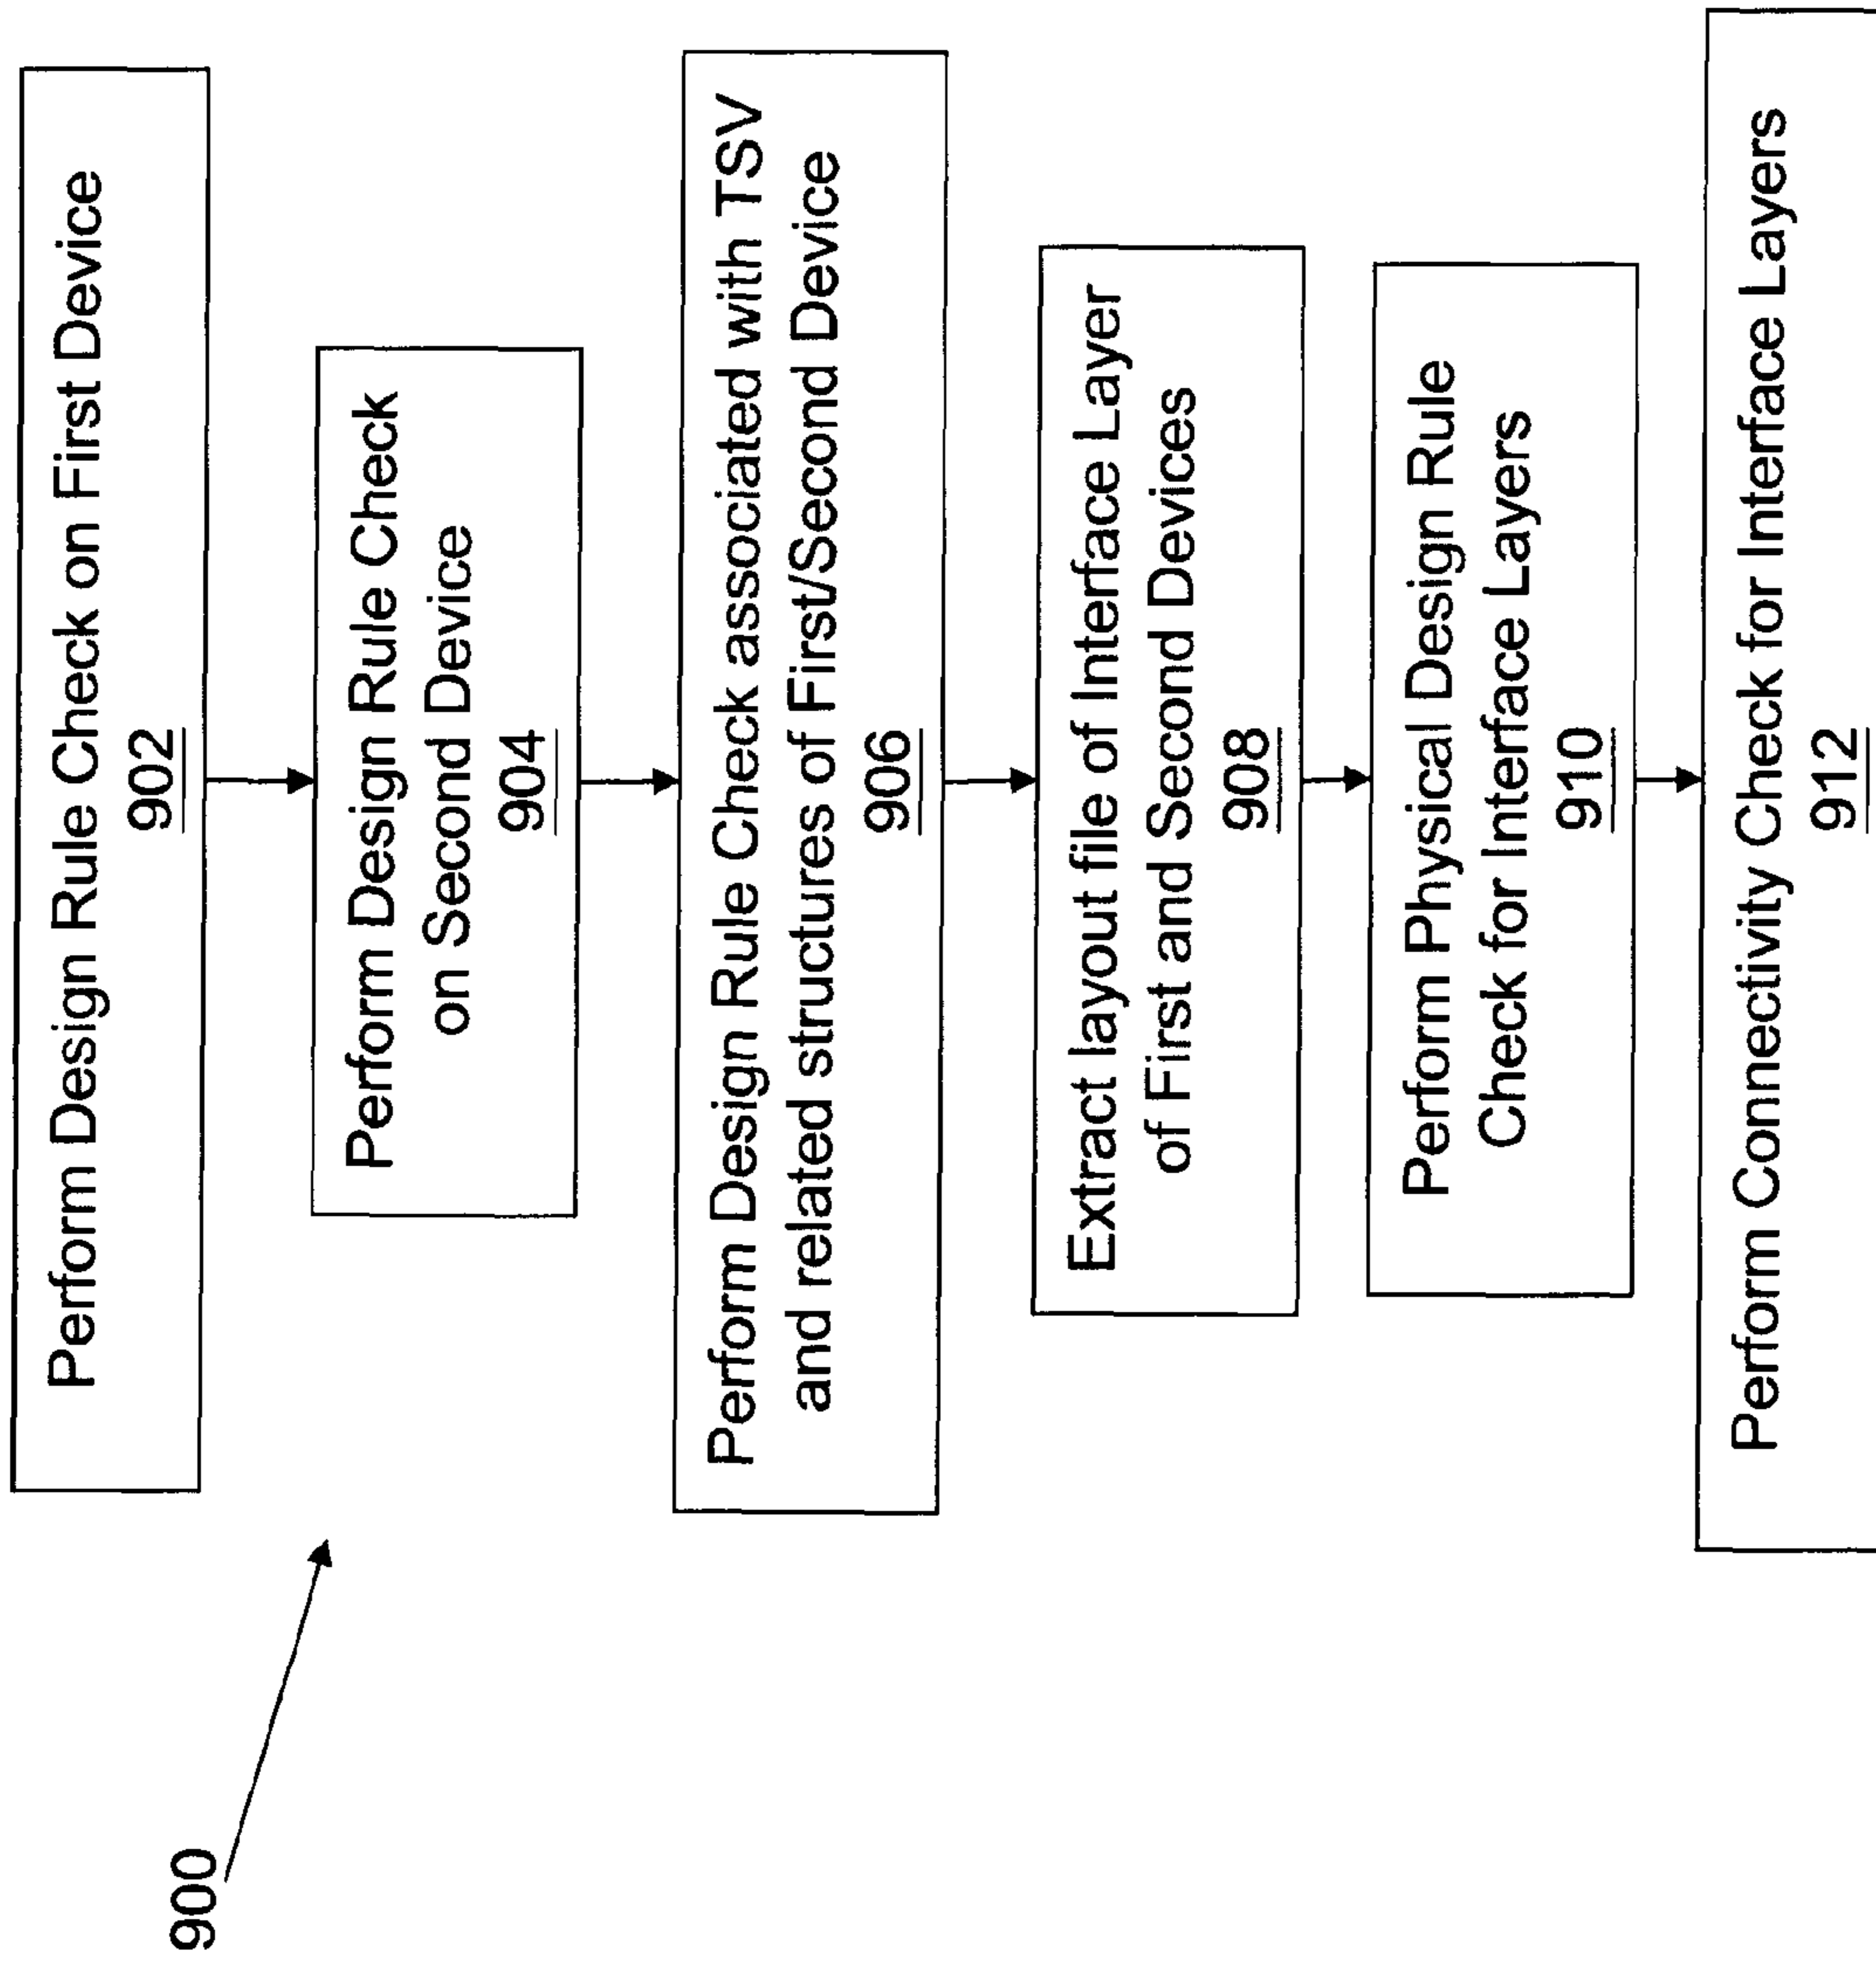 900
Perform Design Rule Check on First Device
902
Perform Design Rule Check
on Second Device
904
Perform Design Rule Check associated with TSV
and related structures of First/Second Device
906
Extract layout file of Interface Layer
of First and Second Devices
908
Perform Physical Design Rule
Check for Interface Layers
910
Perform Connectivity Check for Interface Layers
912